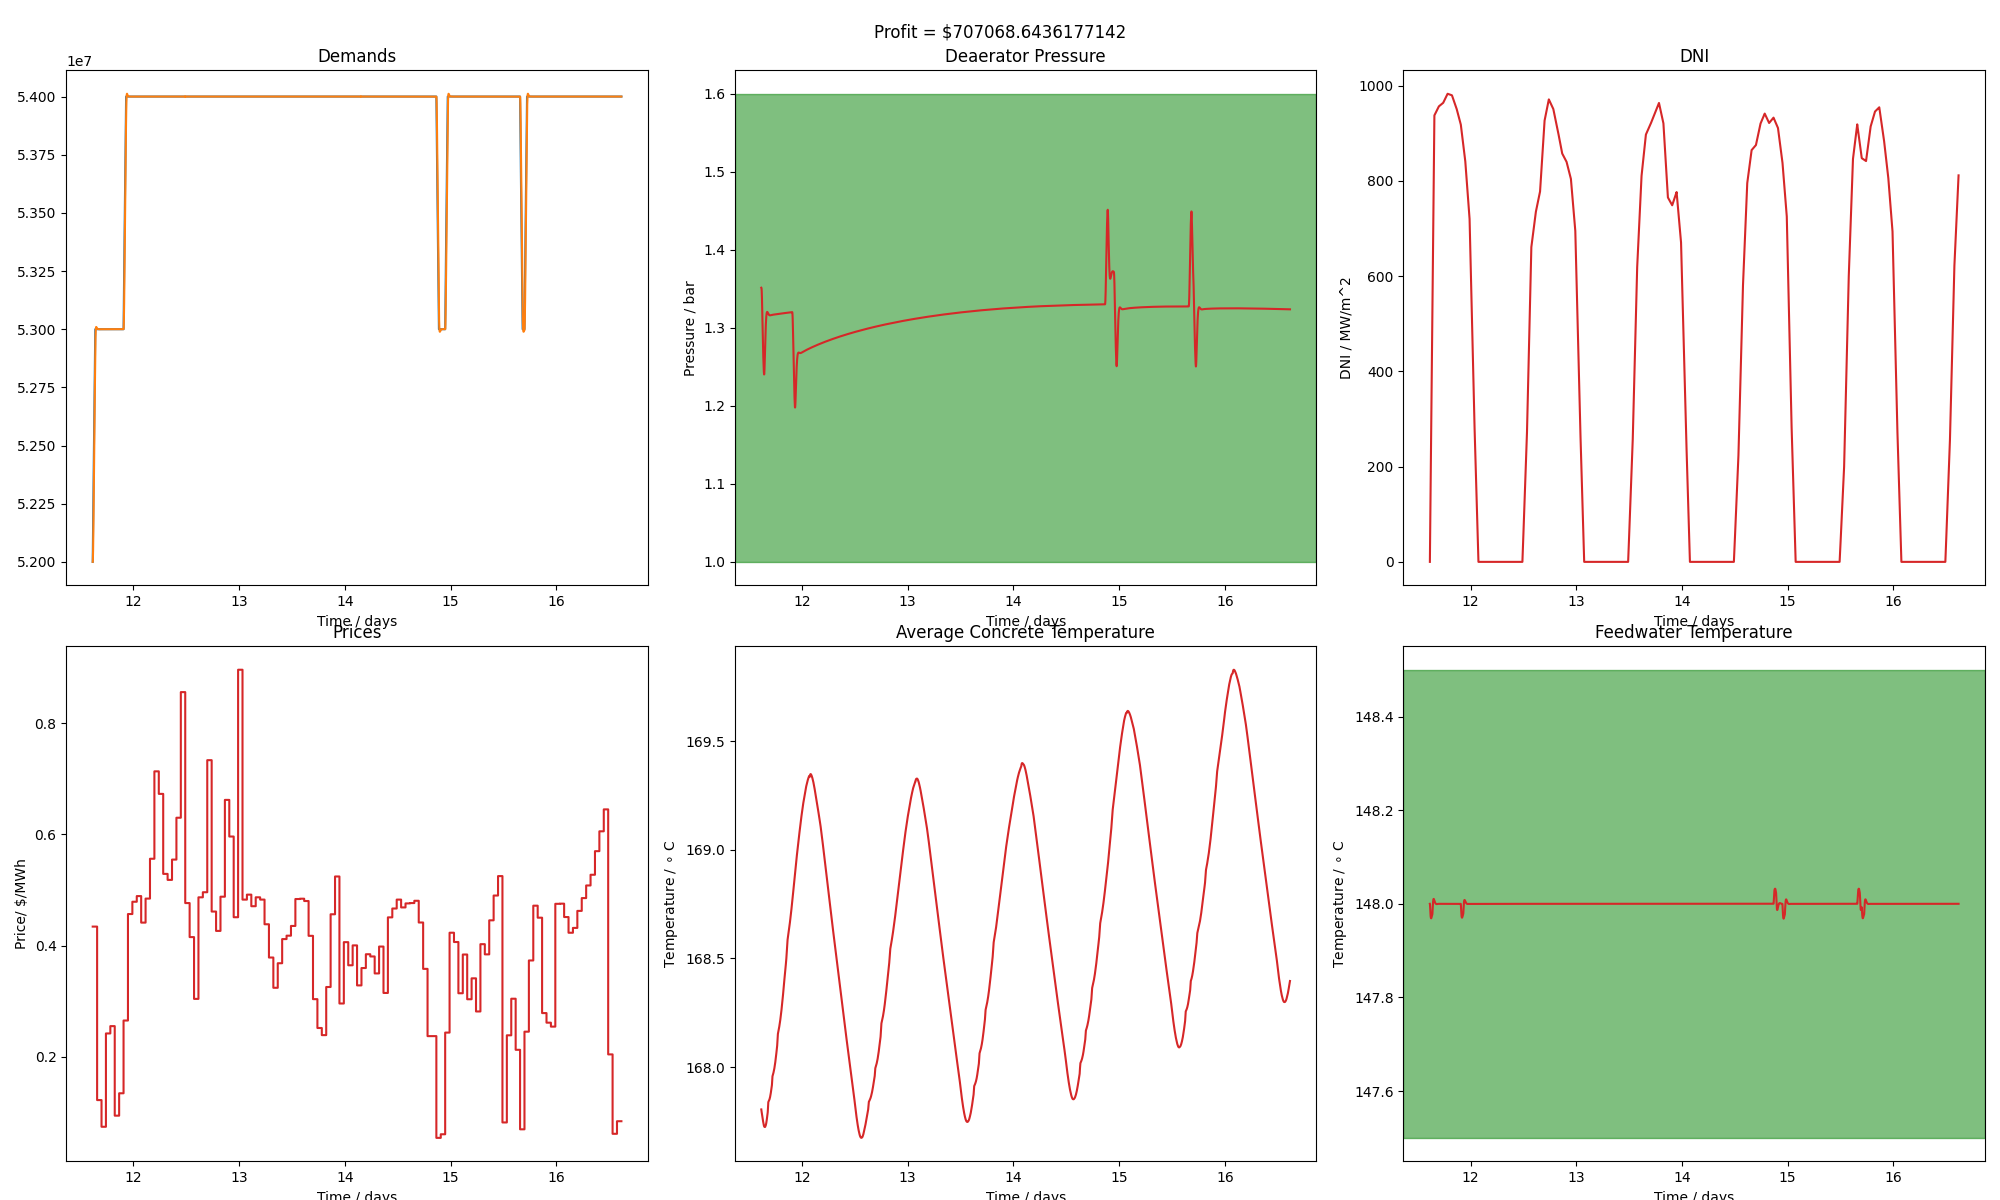 Profit = $707068.6436177142
Demands
1e7
5.400
5.375
5.350
5.325
5.300
5.275
5.250
5.225
5.200
12 13 14 15 16
Time / days
Deaerator Pressure
Pressure / bar
1.6
1.5
1.4
1.3
1.2
1.1
1.0
12 13 14 15 16
Time / days
DNI
DNI / MW/m^2
1000
800
600
400
200
0
12 13 14 15 16
Time / days
Prices
Price/ $/MWh
0.8
0.6
0.4
0.2
12 13 14 15 16
Time / days
Average Concrete Temperature
Temperature / ∘ C
169.5
169.0
168.5
168.0
12 13 14 15 16
Time / days
Feedwater Temperature
Temperature / ∘ C
148.4
148.2
148.0
147.8
147.6
12 13 14 15 16
Time / days